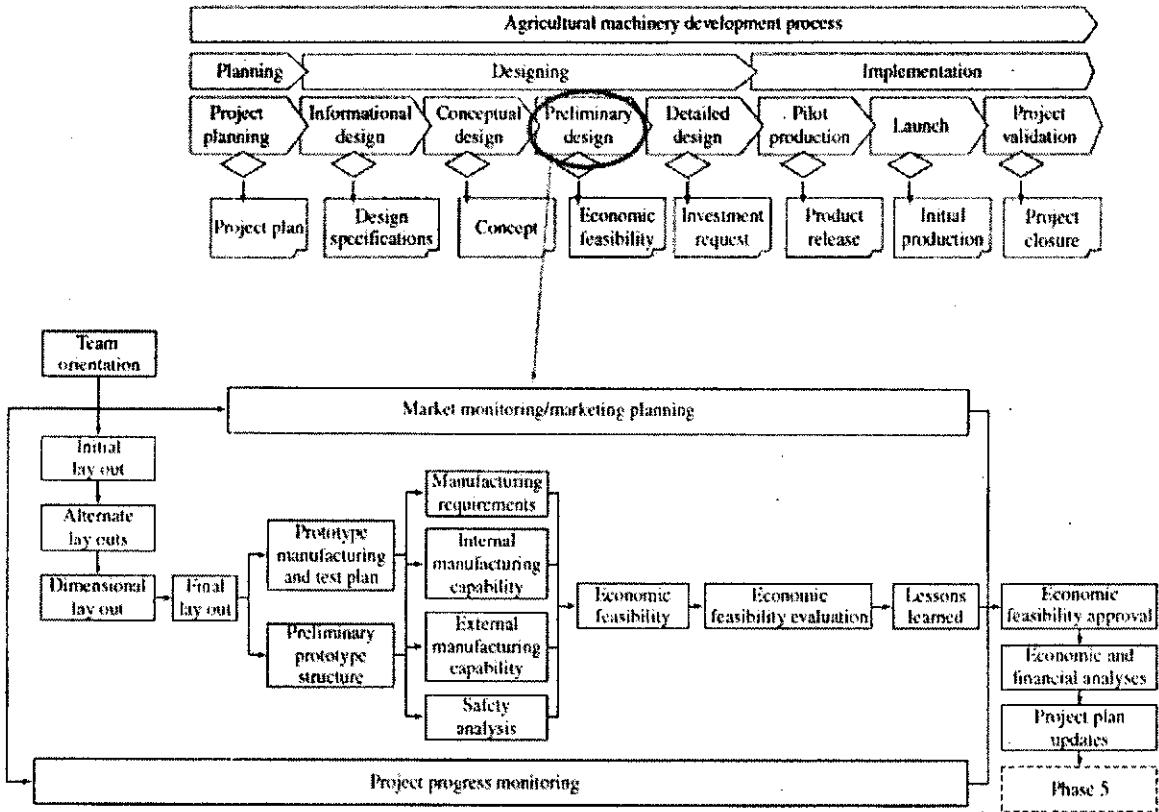 Agricultural machinery development process
Planning
Designing
Implementation
Project
planning
Informational
design
Conceptual
design
Preliminary
design
Detailed
design
Pilot
production
Launch
Project
validation
Project plan
Design
specifications
Concept
Economic
feasibility
Investment
request
Product
release
Initial
production
Project
closure
Team
orientation
Market monitoring/marketing planning
Initial
lay out
Alternate
lay outs
Dimensional
lay out
Final
lay out
Prototype
manufacturing
and test plan
Preliminary
prototype
structure
Manufacturing
requirements
Internal
manufacturing
capability
External
manufacturing
capability
Safety
analysis
Economic
feasibility
Economic
feasibility evaluation
Lessons
learned
Economic
feasibility approval
Economic and
financial analyses
Project plan
updates
Phase 5
Project progress monitoring